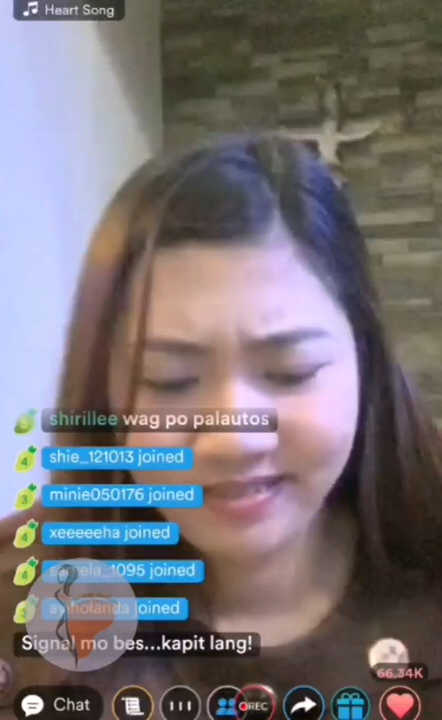 Heart Song
shirillee wag po palautos
shie_121013 joined
minie050176 joined
xeeeeeha joined
joined
Signal mo bes...kapit lang!
66.34K
Chat
REC